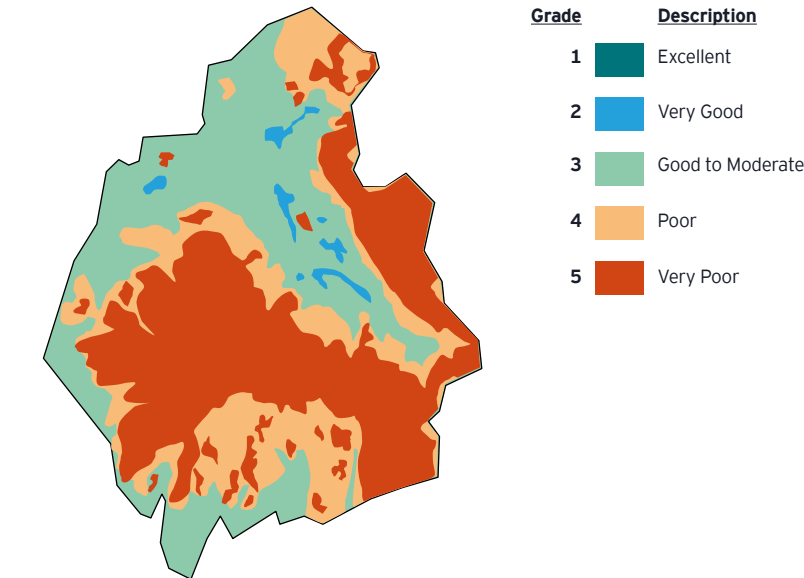 Grade Description
1 Excellent
2 Very Good
3 Good to Moderate
4 Poor
5 Very Poor